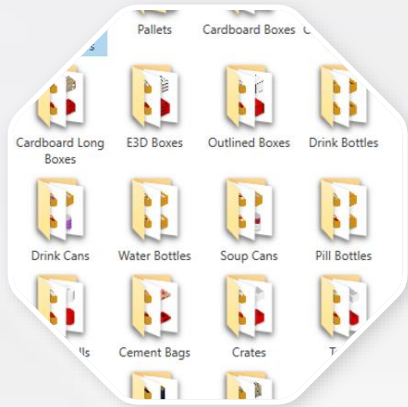 Pallets
Cardboard Boxes
Cardboard Long
Boxes
E3D Boxes
Outlined Boxes
Drink Bottles
Drink Cans
Water Bottles
Soup Cans
Pill Bottles
Cement Bags
Crates